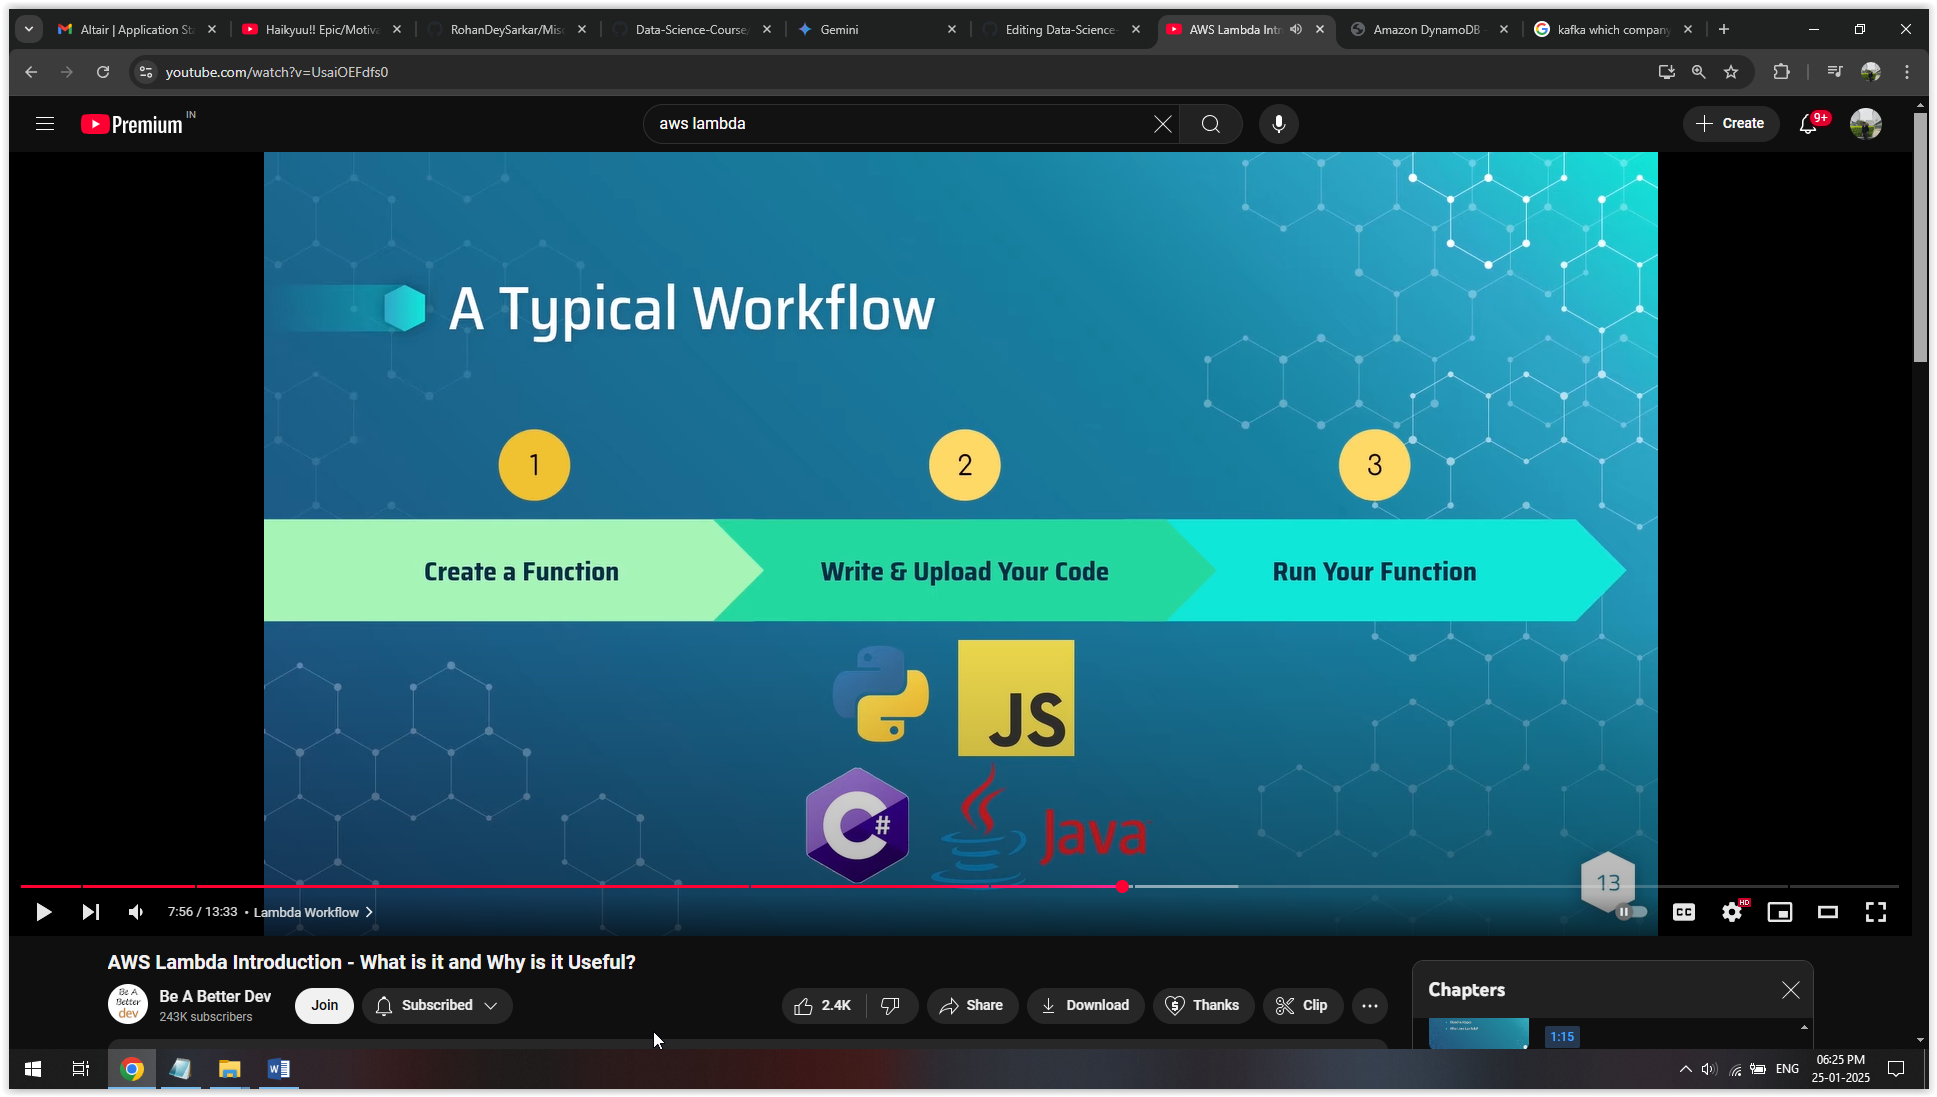 Altair | Application St
Haikyuu!! Epic/Motiva
RohanDeySarkar/Misc
Data-Science-Course/
Gemini
Editing Data-Science-
AWS Lambda Intr
Amazon DynamoDB
kafka which company
youtube.com/watch?v=UsaiOEFdfs0
Premium IN
aws lambda
Create
9+
A Typical Workflow
1
2
3
Create a Function
Write & Upload Your Code
Run Your Function
JS
C#
Java
13
7:56 / 13:33 • Lambda Workflow
CC
HD
AWS Lambda Introduction - What is it and Why is it Useful?
Be A
Better
dev
Be A Better Dev
243K subscribers
Join
Subscribed
2.4K
Share
Download
Thanks
Clip
Chapters
1:15
W
ENG
06:25 PM
25-01-2025